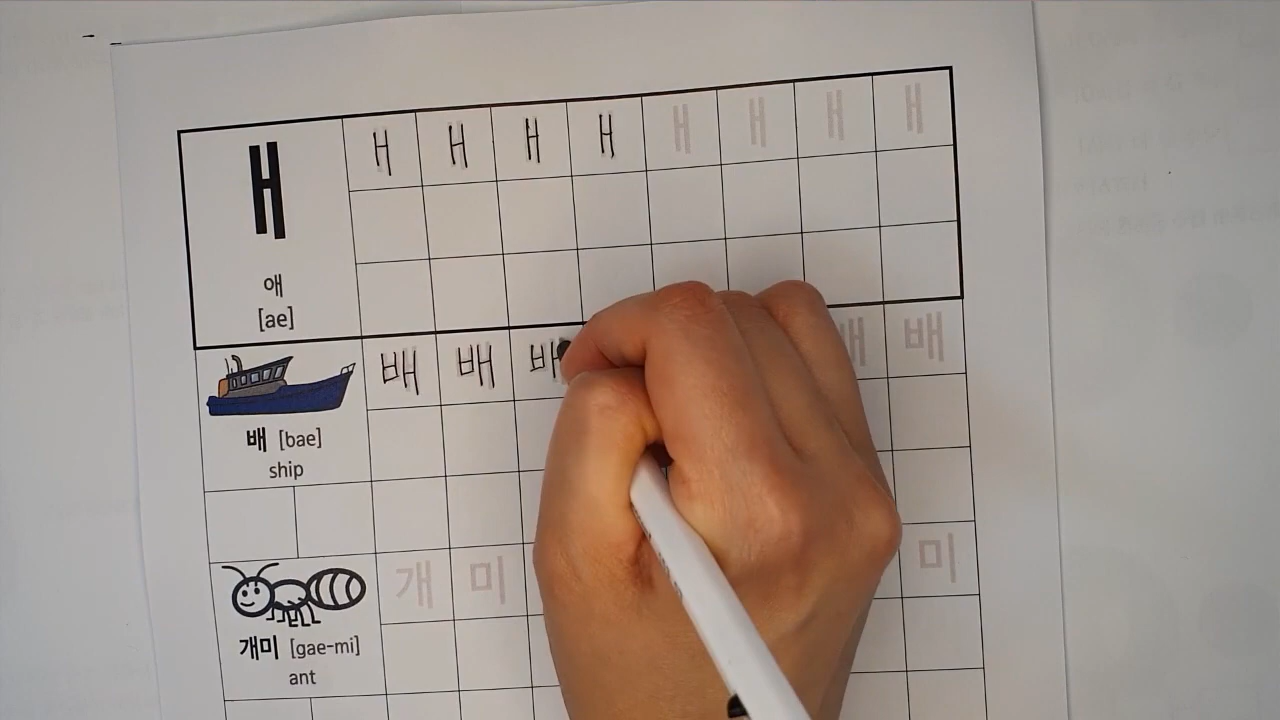 ㅐ ㅐ ㅐ ㅐ ㅐ ㅐ ㅐ ㅐ ㅐ
애
[ae]
배 배 배 배 배
배 [bae]
ship
개 미 미
개미 [gae-mi]
ant